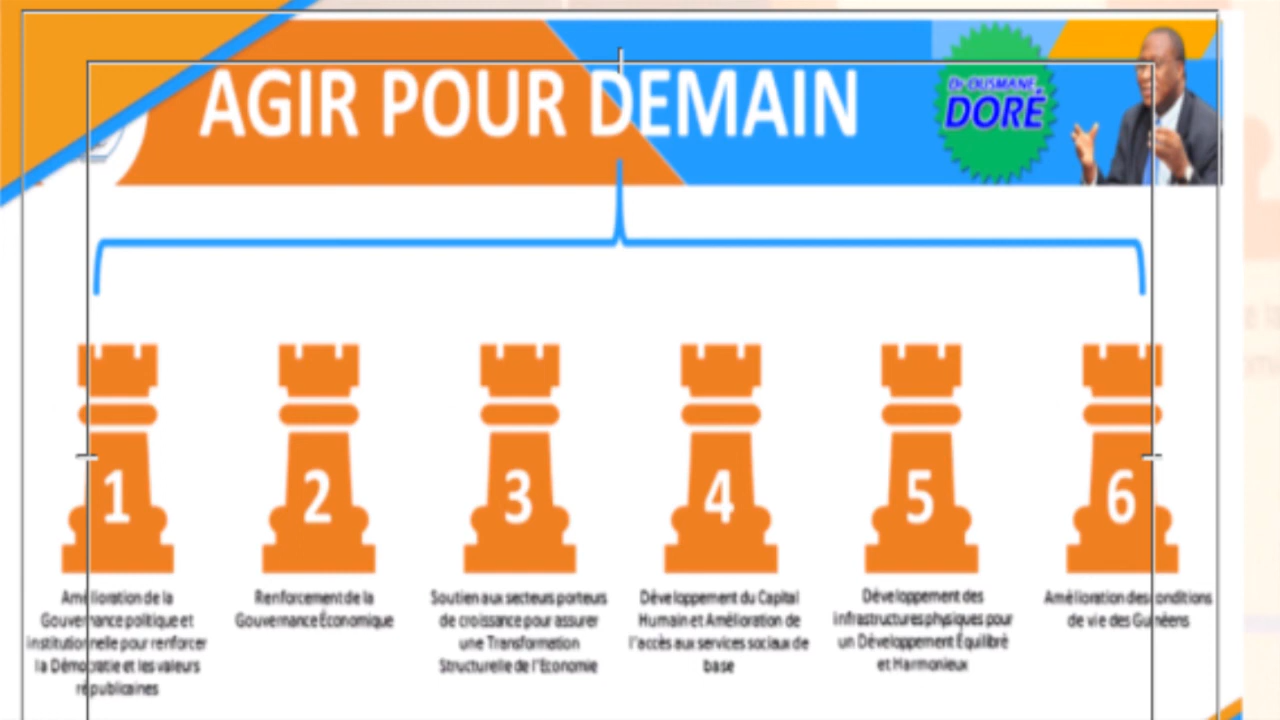 AGIR POUR DEMAIN
Dr OUSMANE
DORÉ
1
2
3
4
5
6
Amélioration de la
Gouvernance politique et
institutionnelle pour renforcer
la Démocratie et les valeurs
républicaines
Renforcement de la
Gouvernance Économique
Soutien aux secteurs porteurs
de croissance pour assurer
une Transformation
Structurelle de l'Economie
Développement du Capital
Humain et Amélioration de
l'accès aux services sociaux de
base
Développement des
infrastructures physiques pour
un Développement Équilibré
et Harmonieux
Amélioration des conditions
de vie des Guinéens